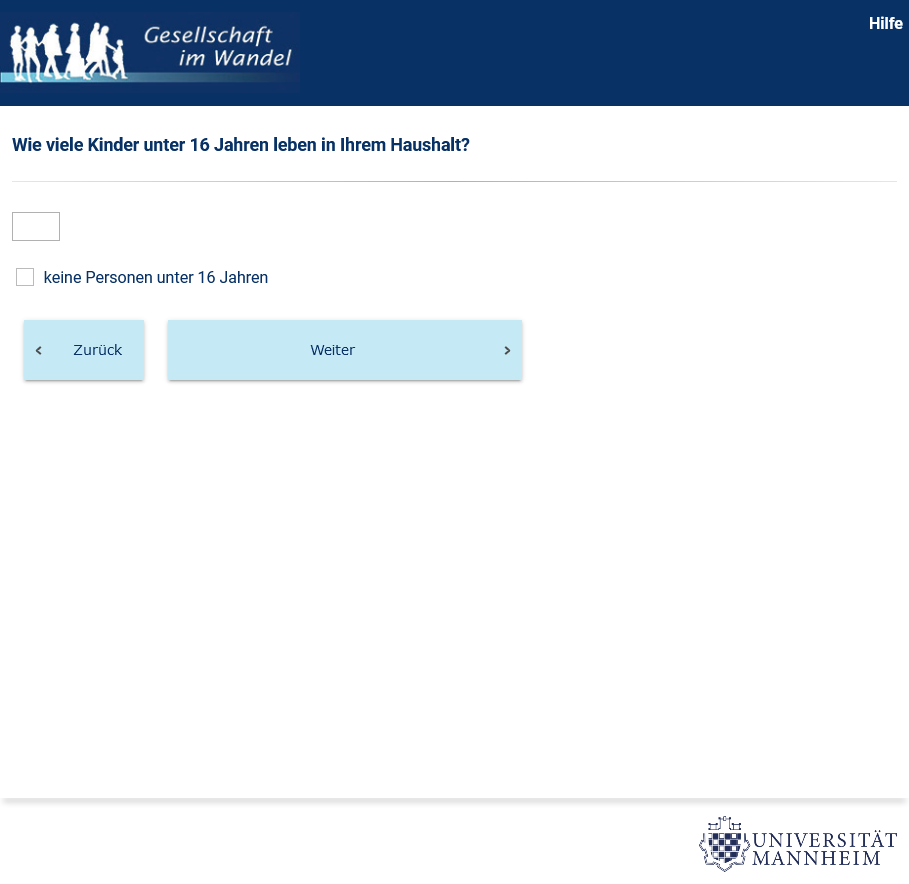 Gesellschaft
im Wandel
Hilfe
Wie viele Kinder unter 16 Jahren leben in Ihrem Haushalt?
keine Personen unter 16 Jahren
Zurück
Weiter
UNIVERSITÄT
MANNHEIM